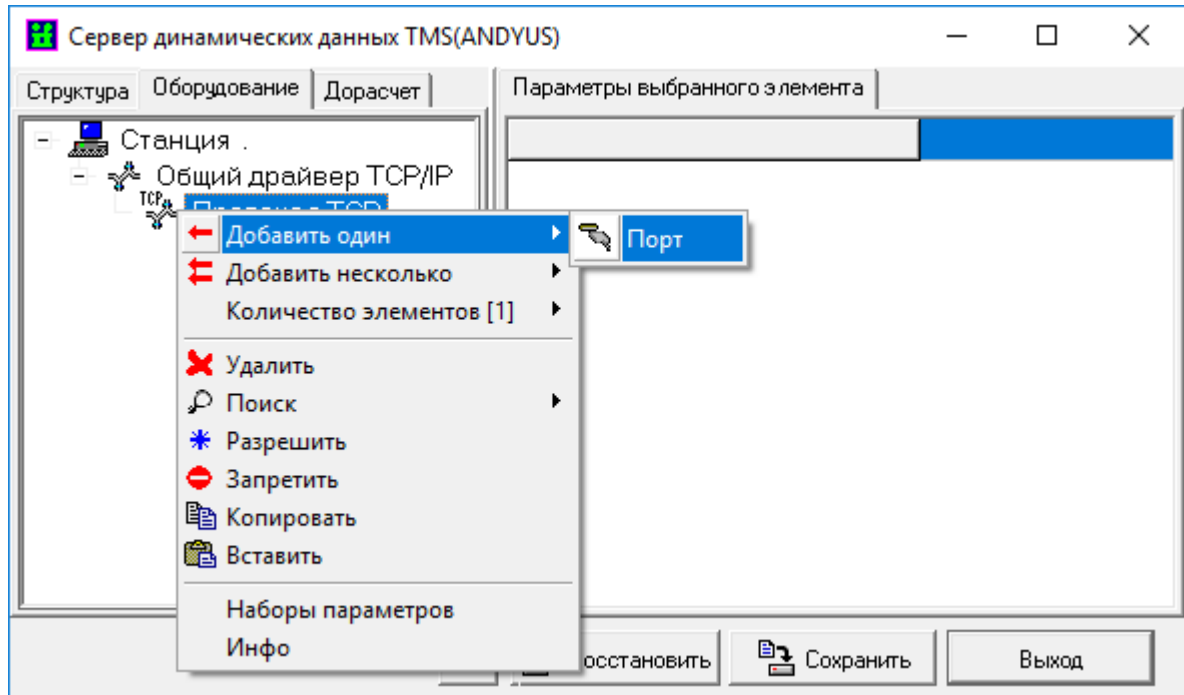 Сервер динамических данных TMS(ANDYUS)
Структура Оборудование Дорасчет
Параметры выбранного элемента
Станция .
Общий драйвер TCP/IP
TCP
TCP
Добавить один
Порт
Добавить несколько
Количество элементов [1]
Удалить
Поиск
Разрешить
Запретить
Копировать
Вставить
Наборы параметров
Инфо
Сохранить
Выход